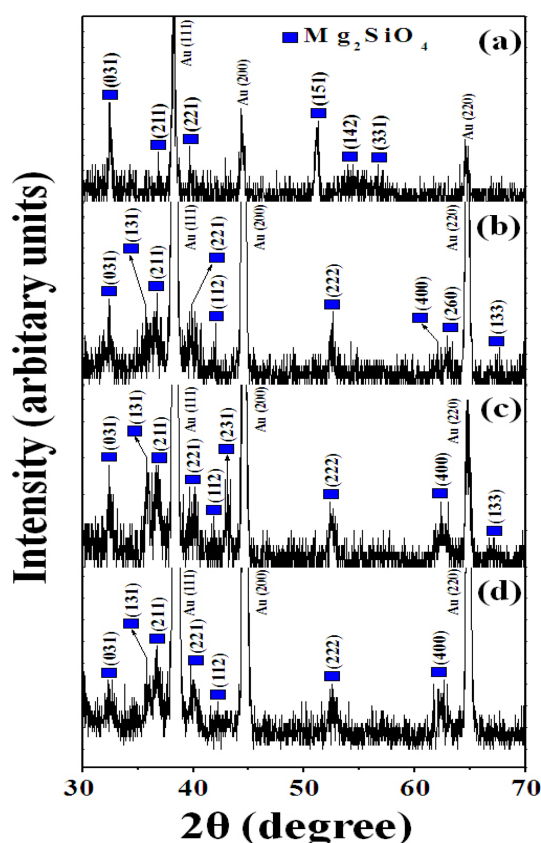 M g2SiO4
(a)
(031)
(211)
Au (111)
(221)
Au (200)
(151)
(142)
(331)
Au (220)
(b)
(031)
(131)
(211)
Au (111)
(221)
(112)
Au (200)
(222)
(400)
(260)
Au (220)
(133)
(c)
(031)
(131)
(211)
Au (111)
(221)
(112)
(231)
Au (200)
(222)
(400)
Au (220)
(133)
(d)
(031)
(131)
(211)
Au (111)
(221)
(112)
Au (200)
(222)
(400)
Au (220)
Intensity (arbitary units)
30 40 50 60 70
2θ (degree)